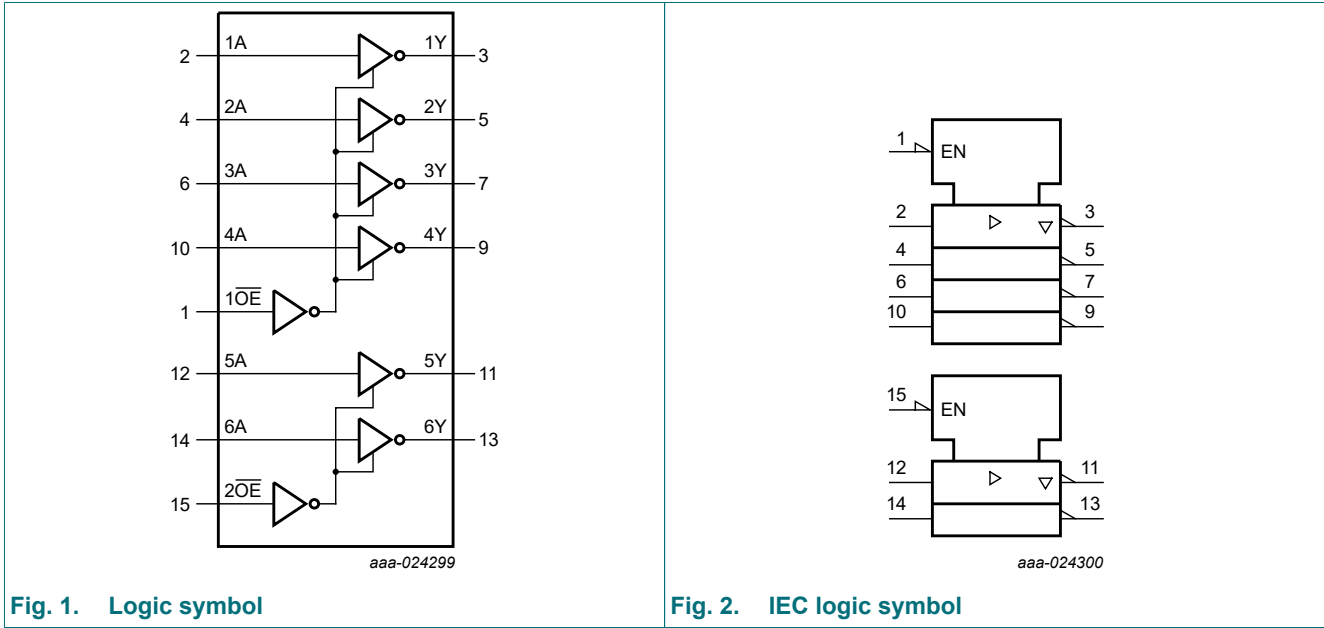 1A 1Y
2 3
2A 2Y
4 5
3A 3Y
6 7
4A 4Y
10 9
1OE
1
5A 5Y
12 11
6A 6Y
14 13
2OE
15
aaa-024299
Fig. 1. Logic symbol
1 EN
2 3
4 5
6 7
10 9
15 EN
12 11
14 13
aaa-024300
Fig. 2. IEC logic symbol